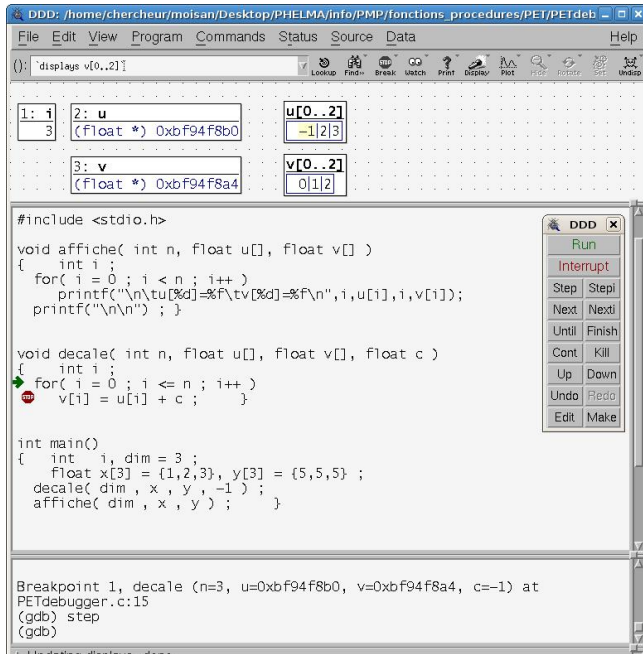 DDD: /home/chercheur/moisan/Desktop/PHELMA/info/PMP/fonctions_procedures/PET/PETdeb
File Edit View Program Commands Status Source Data Help
(): `displays v[0..2]`
Lookup Find» Break Watch Print Display Plot Hide Rotate Set Undisp
1: i
3
2: u
(float *) 0xbf94f8b0
u[0..2]
-1|2|3
3: v
(float *) 0xbf94f8a4
v[0..2]
0|1|2
#include <stdio.h>
void affiche( int n, float u[], float v[] )
{ int i ;
for( i = 0 ; i < n ; i++ )
printf("\n\tu[%d]=%f\tv[%d]=%f\n",i,u[i],i,v[i]);
printf("\n\n") ; }
void decale( int n, float u[], float v[], float c )
{ int i ;
for( i = 0 ; i <= n ; i++ )
STOP v[i] = u[i] + c ; }
int main()
{ int i, dim = 3 ;
float x[3] = {1,2,3}, y[3] = {5,5,5} ;
decale( dim , x , y , -1 ) ;
affiche( dim , x , y ) ; }
DDD
Run
Interrupt
Step Stepi
Next Nexti
Until Finish
Cont Kill
Up Down
Undo Redo
Edit Make
Breakpoint 1, decale (n=3, u=0xbf94f8b0, v=0xbf94f8a4, c=-1) at
PETdebugger.c:15
(gdb) step
(gdb)
Updating displays...done.